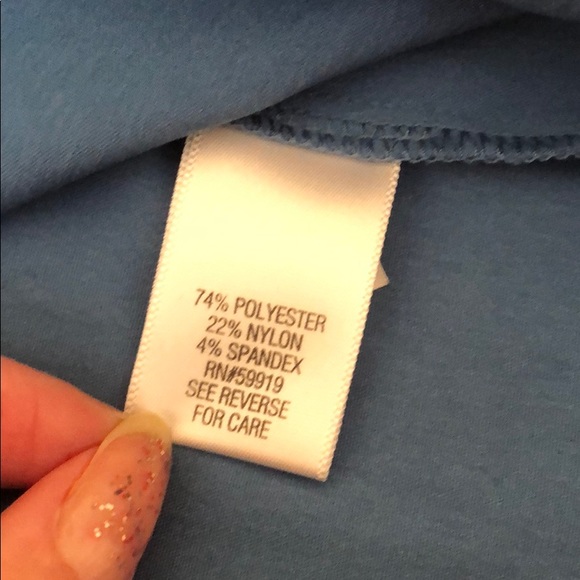 74% POLYESTER
22% NYLON
4% SPANDEX
RN#59919
SEE REVERSE
FOR CARE